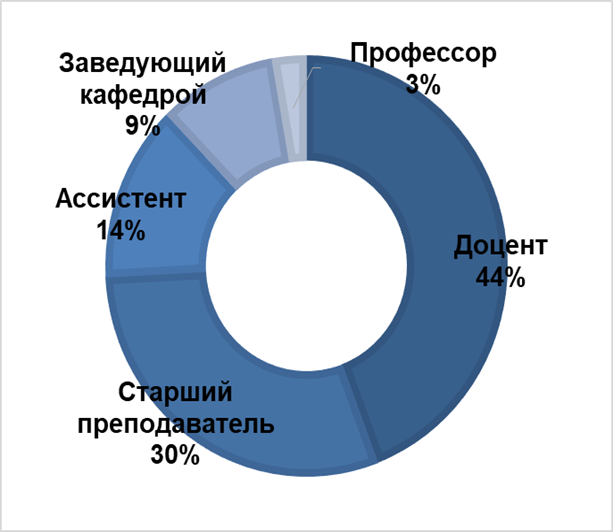 Профессор
3%
Заведующий
кафедрой
9%
Ассистент
14%
Доцент
44%
Старший
преподаватель
30%